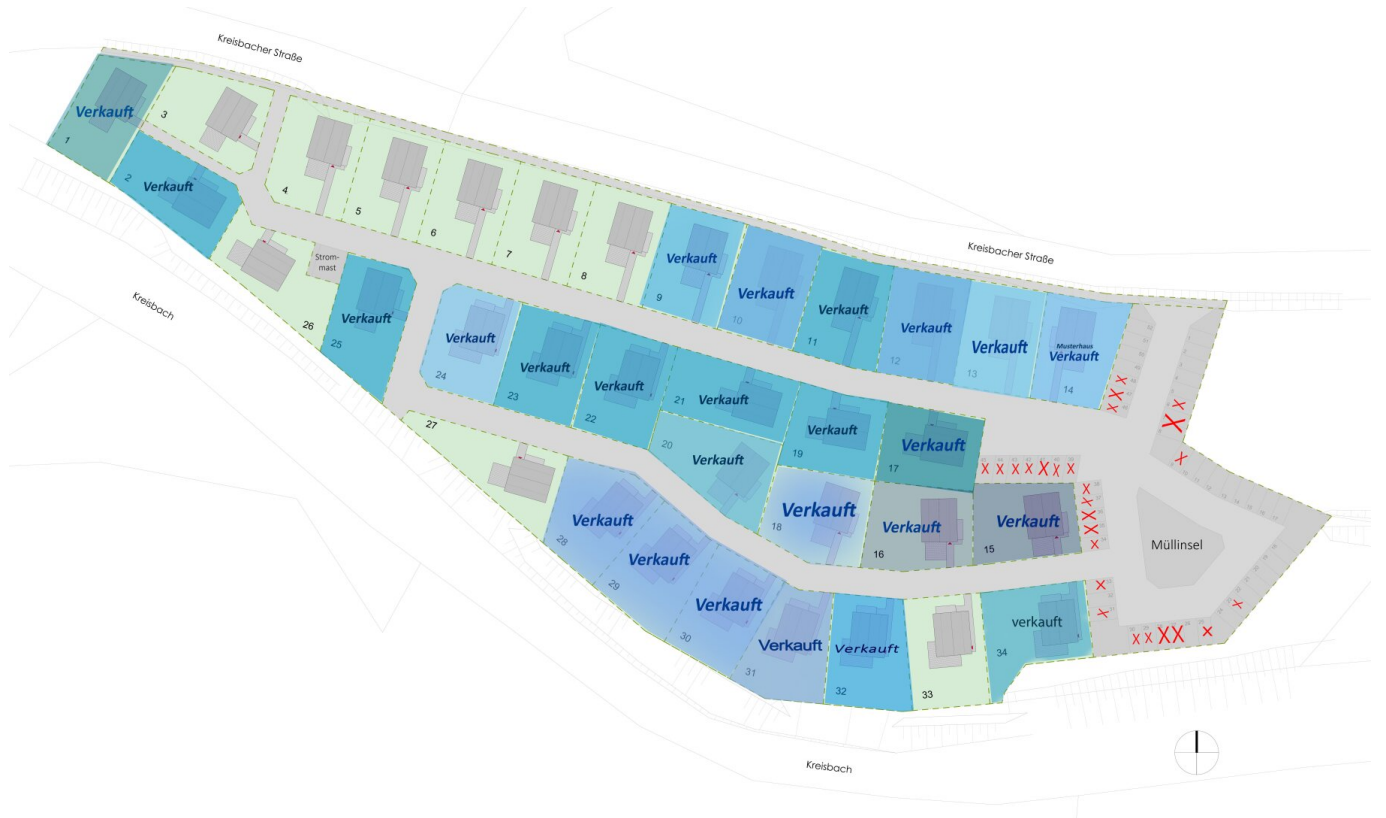 Kreisbacher Straße
Verkauft
1
3
2
Verkauft
4
5
6
7
8
Strom-
mast
26
Kreisbach
Kreisbacher Straße
9
Verkauft
10
Verkauft
11
Verkauft
12
Verkauft
13
Verkauft
Musterhaus
Verkauft
14
25
Verkauft
24
Verkauft
23
Verkauft
22
Verkauft
21
Verkauft
20
Verkauft
19
Verkauft
17
Verkauft
18
Verkauft
16
Verkauft
15
Verkauft
Müllinsel
27
28
Verkauft
29
Verkauft
30
Verkauft
31
Verkauft
32
Verkauft
33
34
verkauft
Kreisbach